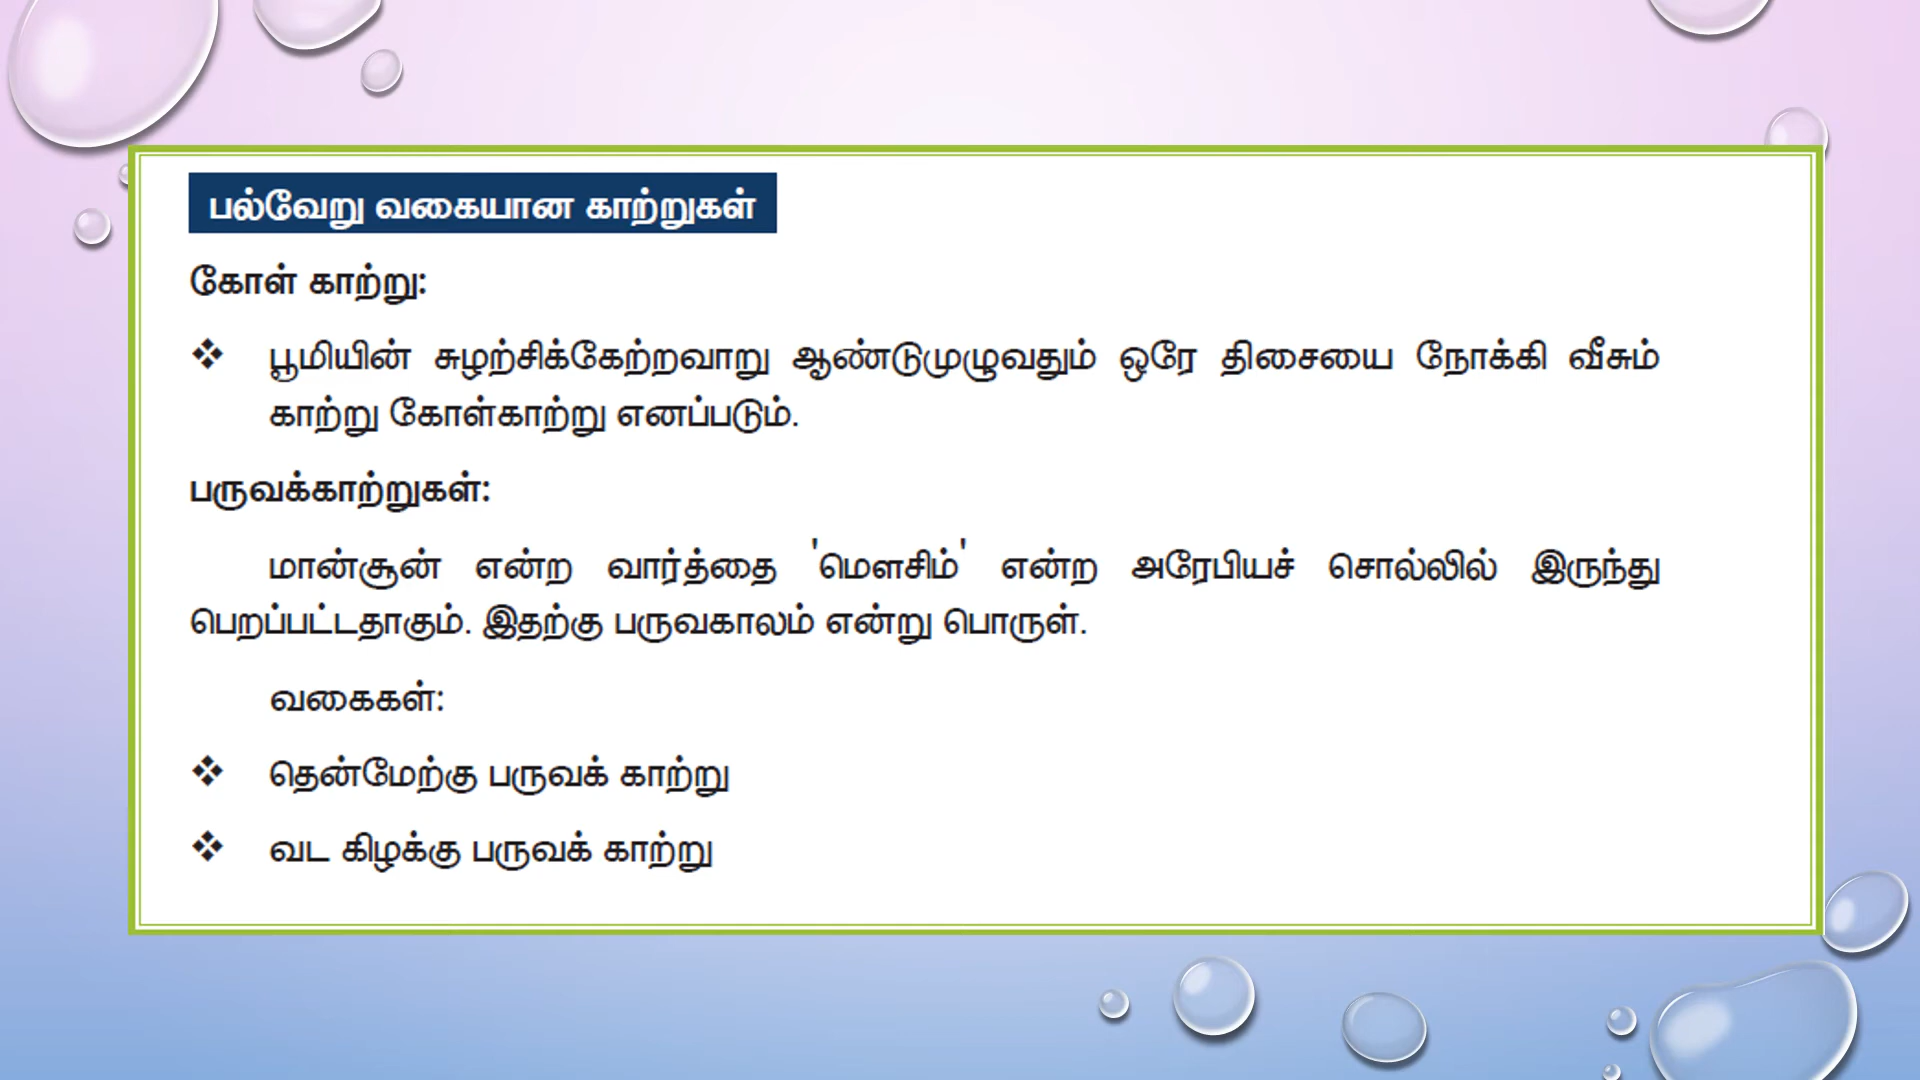 பல்வேறு வகையான காற்றுகள்
கோள் காற்று:
❖ பூமியின் சுழற்சிக்கேற்றவாறு ஆண்டுமுழுவதும் ஒரே திசையை நோக்கி வீசும்
காற்று கோள்காற்று எனப்படும்.
பருவக்காற்றுகள்:
மான்சூன் என்ற வார்த்தை 'மௌசிம்' என்ற அரேபியச் சொல்லில் இருந்து
பெறப்பட்டதாகும். இதற்கு பருவகாலம் என்று பொருள்.
வகைகள்:
❖ தென்மேற்கு பருவக் காற்று
❖ வட கிழக்கு பருவக் காற்று